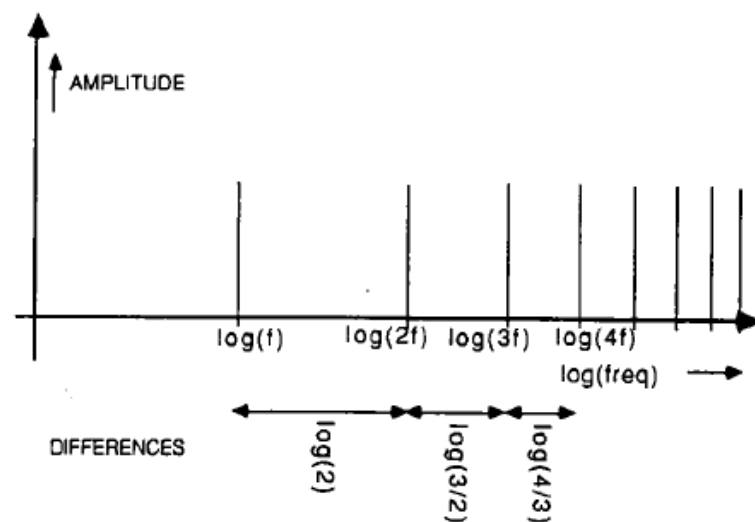 AMPLITUDE
log(f)
log(2f)
log(3f)
log(4f)
log(freq)
DIFFERENCES
log(2)
log(3/2)
log(4/3)